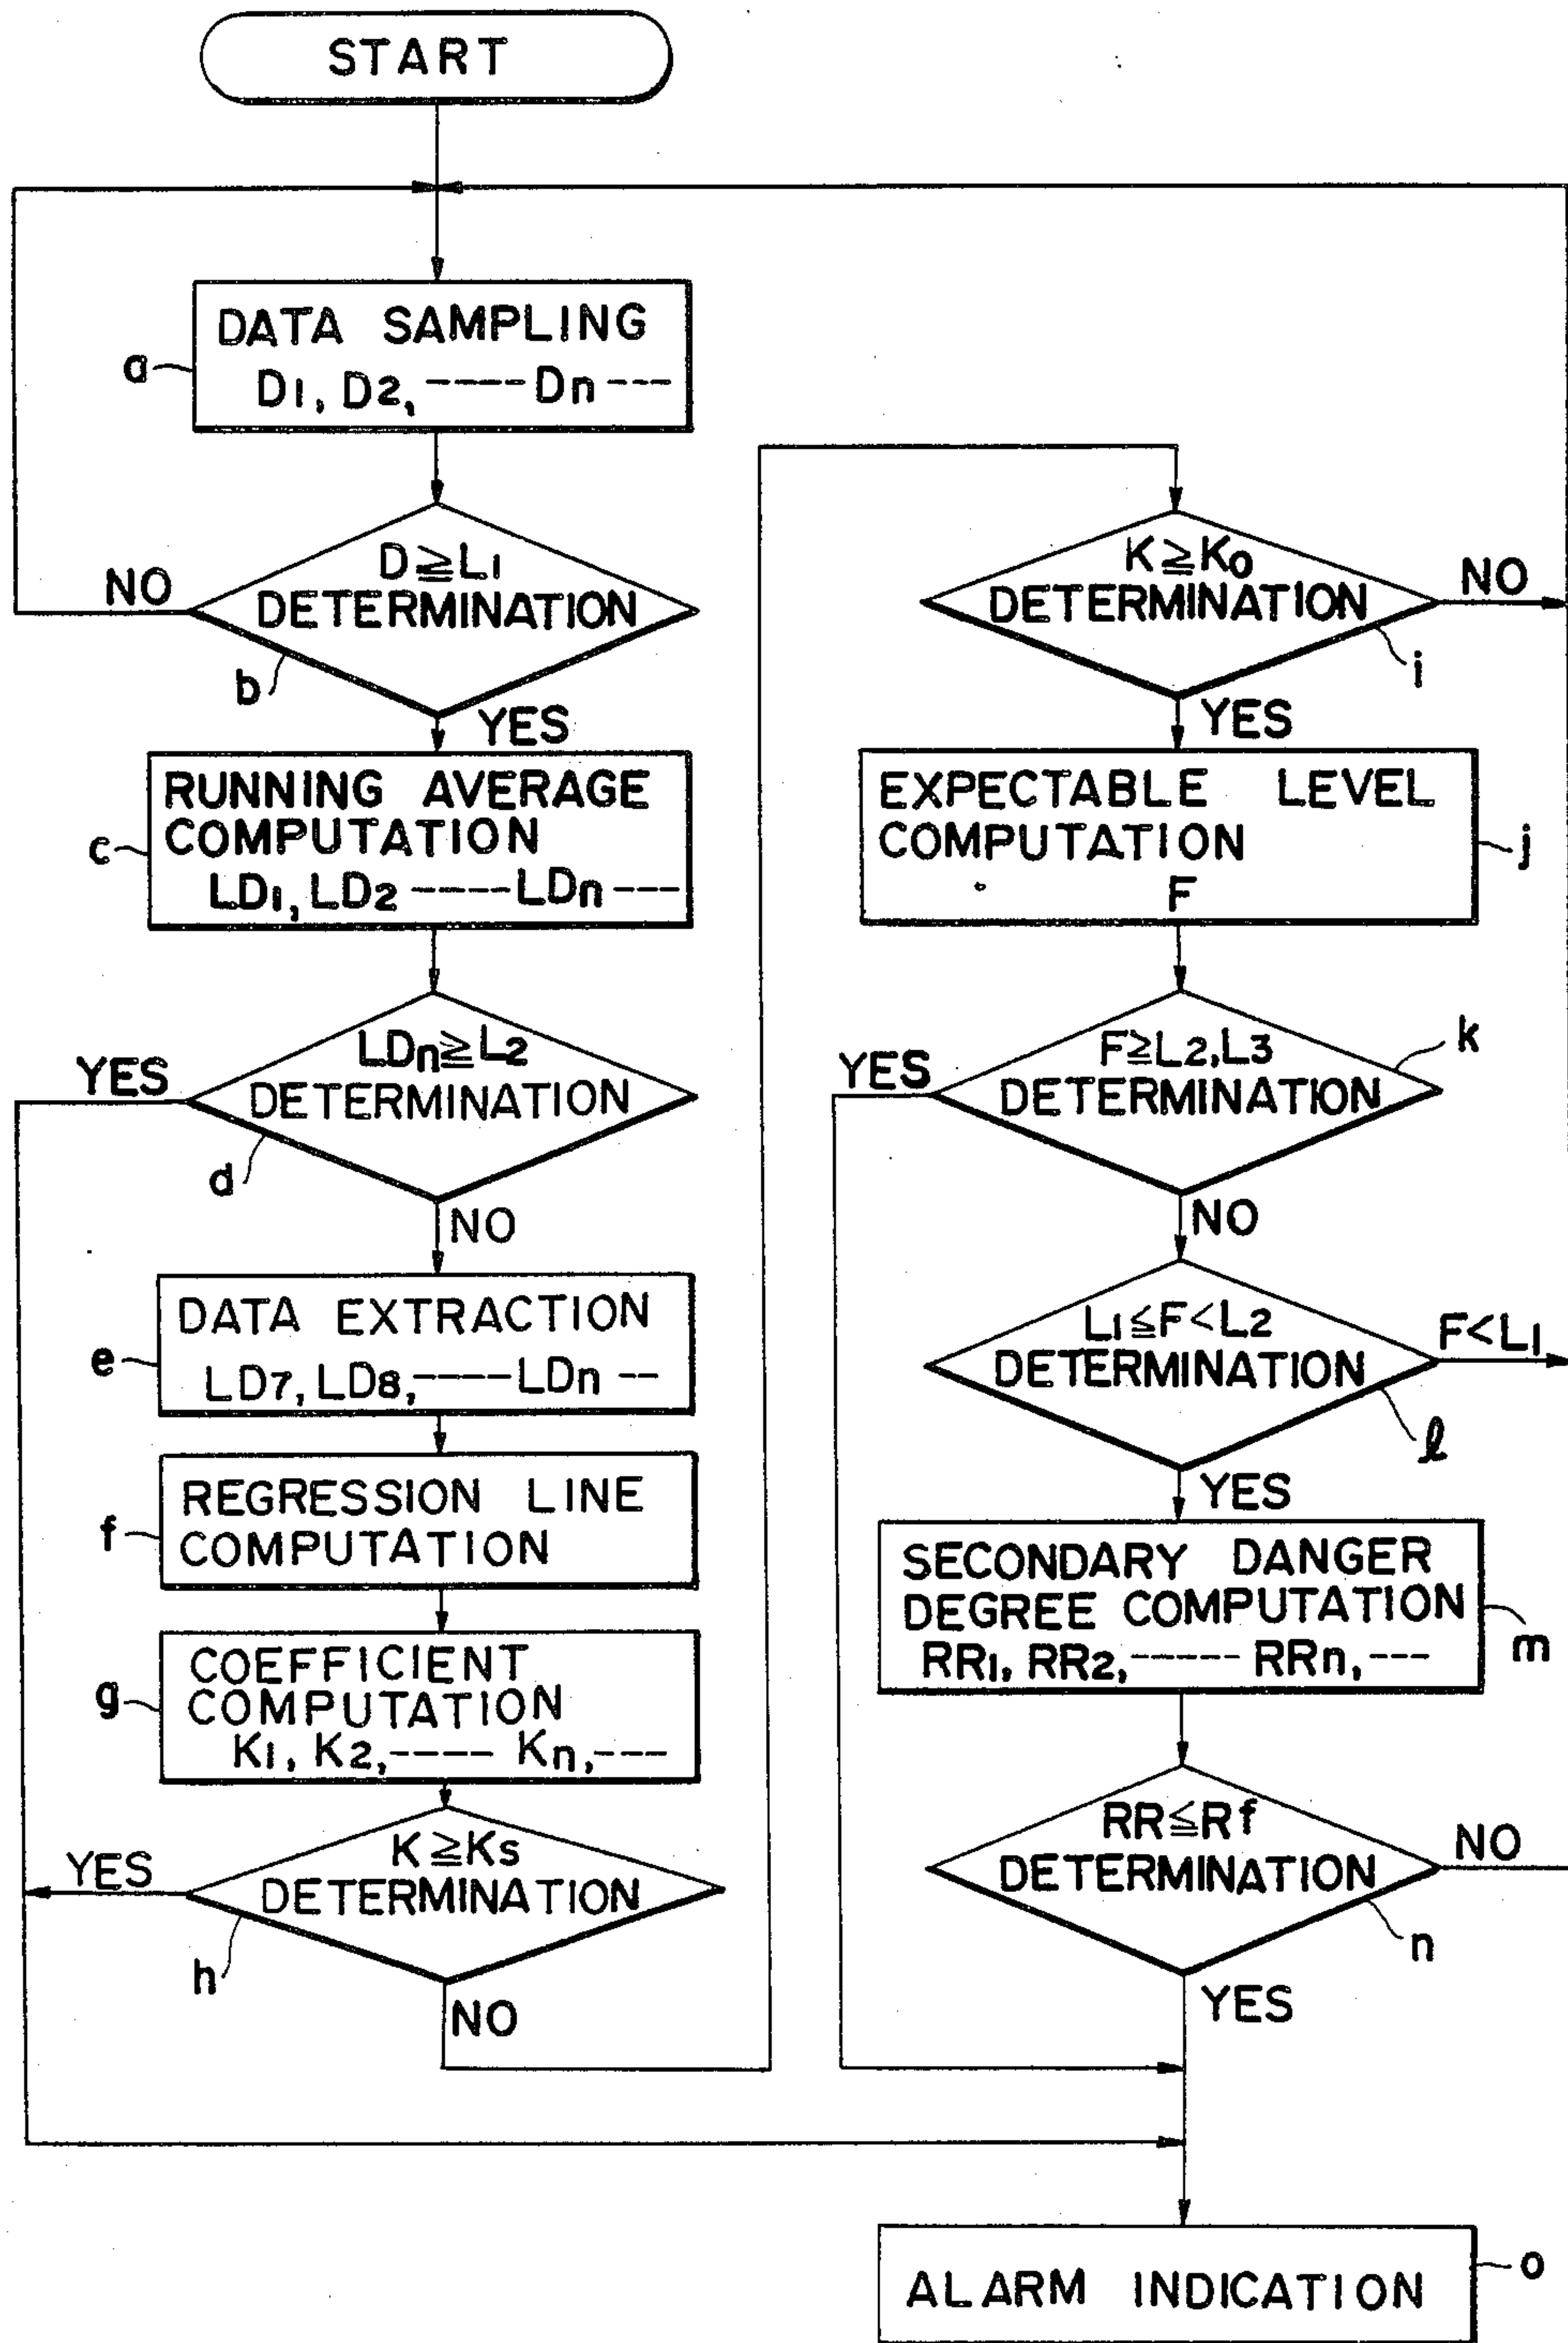 START
DATA SAMPLING
D1, D2, ---- Dn ---
a
D ≧ L1
DETERMINATION
NO
b
YES
RUNNING AVERAGE
COMPUTATION
LD1, LD2 ---- LDn ---
c
LDn ≧ L2
DETERMINATION
YES
d
NO
DATA EXTRACTION
LD7, LD8, ---- LDn --
e
REGRESSION LINE
COMPUTATION
f
COEFFICIENT
COMPUTATION
K1, K2, ---- Kn, ---
g
K ≧ Ks
DETERMINATION
YES
h
NO
K ≧ K0
DETERMINATION
NO
i
YES
EXPECTABLE LEVEL
COMPUTATION
F
j
F ≧ L2, L3
DETERMINATION
YES
k
NO
L1 ≦ F < L2
DETERMINATION
F < L1
l
YES
SECONDARY DANGER
DEGREE COMPUTATION
RR1, RR2, ----- RRn, ---
m
RR ≦ Rf
DETERMINATION
NO
n
YES
ALARM INDICATION
o